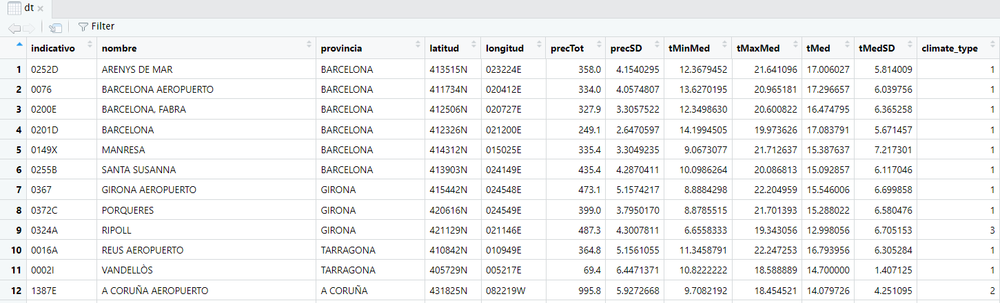 dt
Filter
indicativo nombre provincia latitud longitud precTot precSD tMinMed tMaxMed tMed tMedSD climate_type
1 0252D ARENYS DE MAR BARCELONA 413515N 023224E 358.0 4.1540295 12.3679452 21.641096 17.006027 5.814009 1
2 0076 BARCELONA AEROPUERTO BARCELONA 411734N 020412E 334.0 4.0574807 13.6270195 20.965181 17.296657 6.039756 1
3 0200E BARCELONA, FABRA BARCELONA 412506N 020727E 327.9 3.3057522 12.3498630 20.600822 16.474795 6.365258 1
4 0201D BARCELONA BARCELONA 412326N 021200E 249.1 2.6470597 14.1994505 19.973626 17.083791 5.671457 1
5 0149X MANRESA BARCELONA 414312N 015025E 335.4 3.3049235 9.0673077 21.712637 15.387637 7.217301 1
6 0255B SANTA SUSANNA BARCELONA 413903N 024149E 435.4 4.2870411 10.0986264 20.086813 15.092857 6.117046 1
7 0367 GIRONA AEROPUERTO GIRONA 415442N 024548E 473.1 5.1574217 8.8884298 22.204959 15.546006 6.699858 1
8 0372C PORQUERES GIRONA 420616N 024549E 399.0 3.7950170 8.8785515 21.701393 15.288022 6.580476 1
9 0324A RIPOLL GIRONA 421129N 021146E 487.3 4.3007811 6.6558333 19.343056 12.998056 6.705153 3
10 0016A REUS AEROPUERTO TARRAGONA 410842N 010949E 364.8 5.1561055 11.3458791 22.247253 16.793956 6.305284 1
11 0002I VANDELLÒS TARRAGONA 405729N 005217E 69.4 6.4471371 10.8222222 18.588889 14.700000 1.407125 1
12 1387E A CORUÑA AEROPUERTO A CORUÑA 431825N 082219W 995.8 5.9272668 9.7082192 18.454521 14.079726 4.251095 2